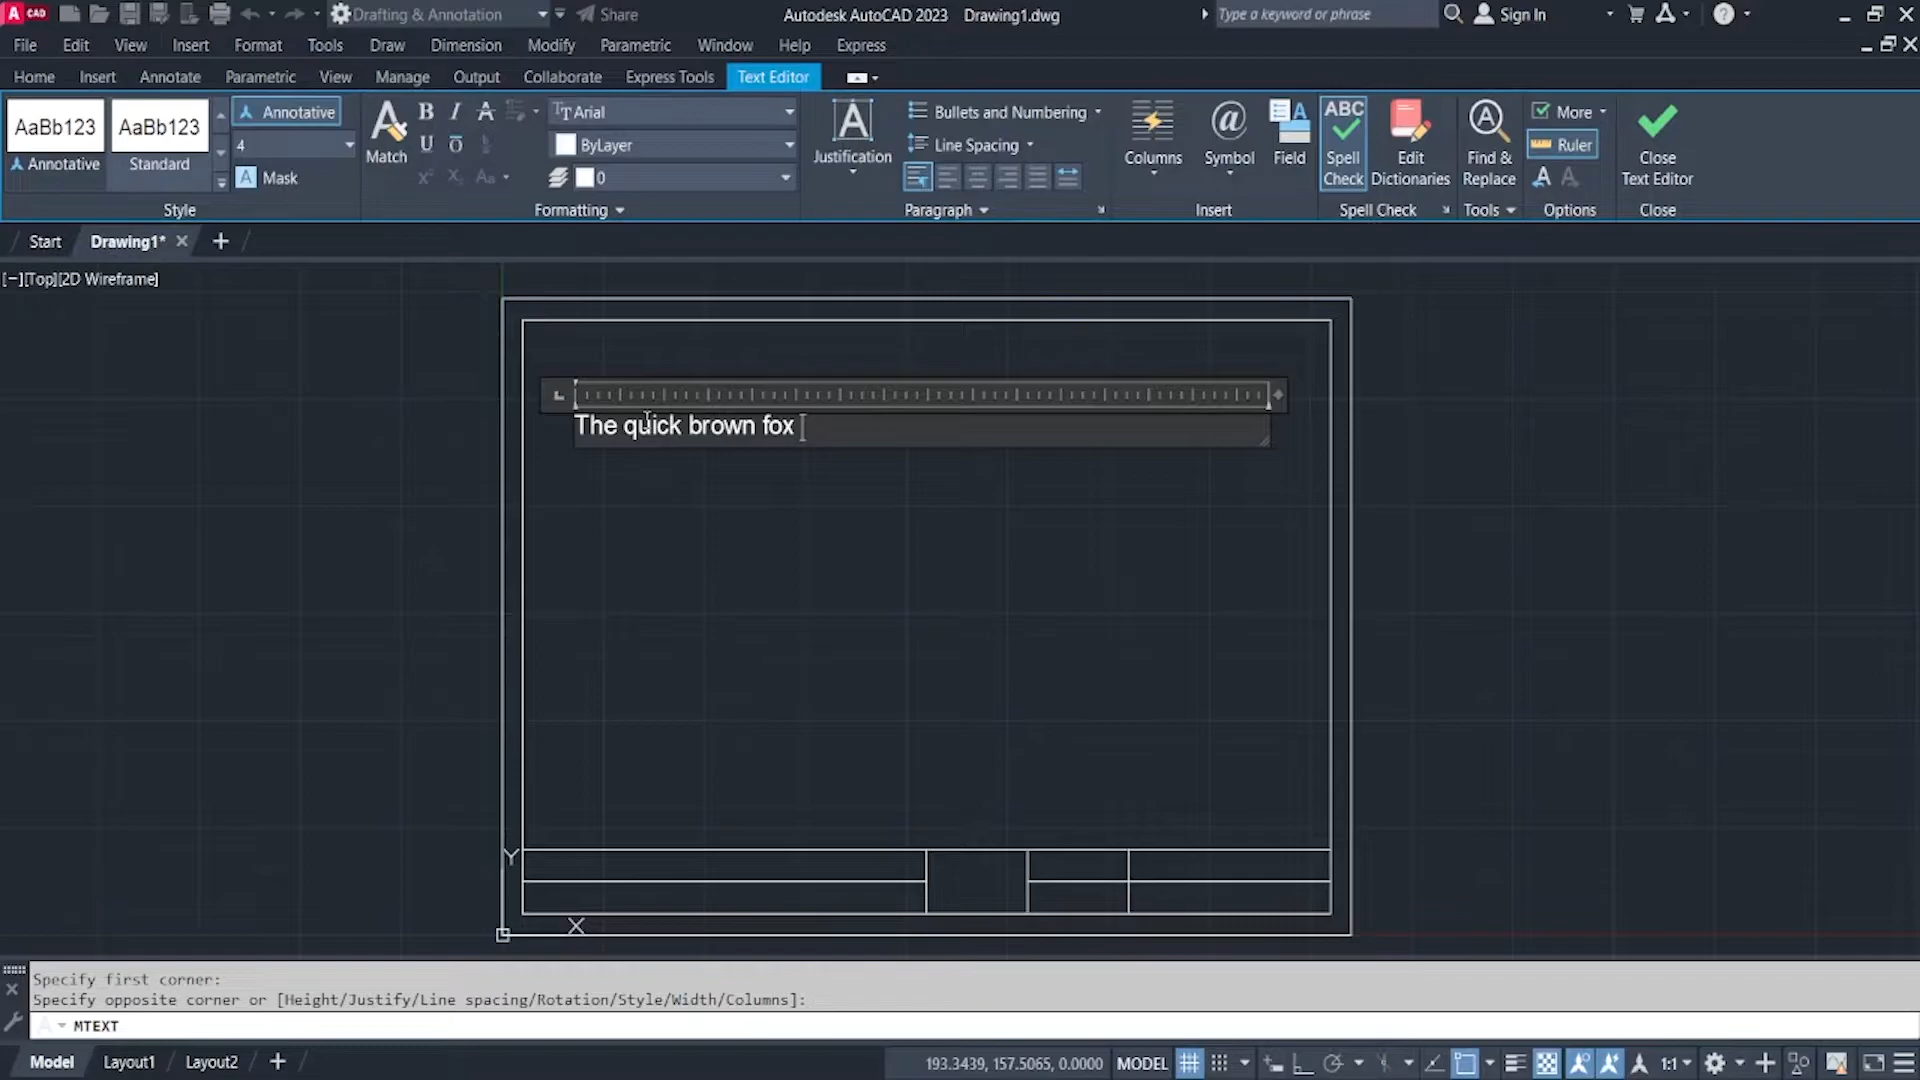 A CAD Drafting & Annotation Share Autodesk AutoCAD 2023 Drawing1.dwg Type a keyword or phrase Sign In
File Edit View Insert Format Tools Draw Dimension Modify Parametric Window Help Express
Home Insert Annotate Parametric View Manage Output Collaborate Express Tools Text Editor
AaBb123 AaBb123 Annotative Arial Bullets and Numbering ABC More
4 ByLayer Line Spacing Ruler
Annotative Standard Mask Match 0 Justification Columns Symbol Field Spell Check Edit Dictionaries Find & Replace Close Text Editor
Style Formatting Paragraph Insert Spell Check Tools Options Close
Start Drawing1*
[−][Top][2D Wireframe]
The quick brown fox
Y
X
Specify first corner:
Specify opposite corner or [Height/Justify/Line spacing/Rotation/Style/Width/Columns]:
MTEXT
Model Layout1 Layout2 193.3439, 157.5065, 0.0000 MODEL 1:1